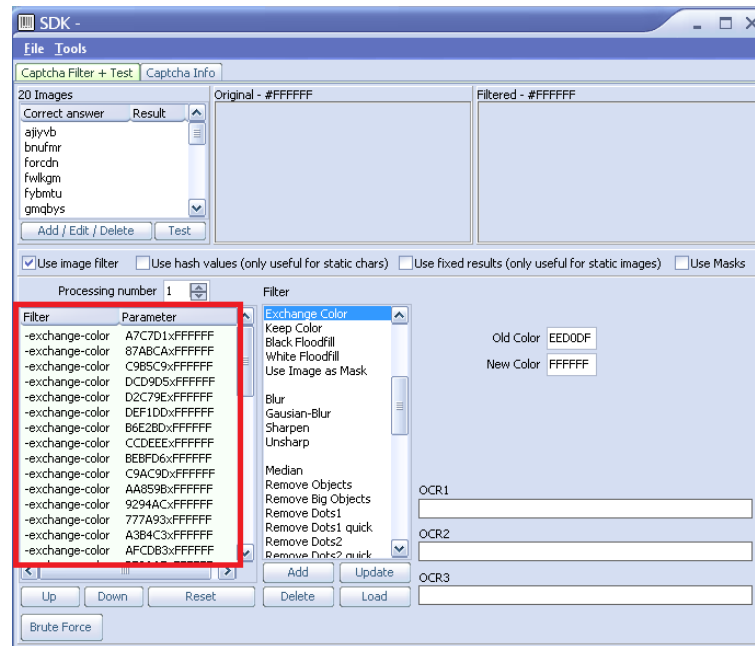 SDK -
File Tools
Captcha Filter + Test Captcha Info
20 Images Original - #FFFFFF Filtered - #FFFFFF
Correct answer Result
ajiyvb
bnufmr
forcdn
fwlkgm
fybmtu
gmqbys
Add / Edit / Delete Test
Use image filter Use hash values (only useful for static chars) Use fixed results (only useful for static images) Use Masks
Processing number 1
Filter Parameter
-exchange-color A7C7D1xFFFFFF
-exchange-color 87ABCAxFFFFFF
-exchange-color C9B5C9xFFFFFF
-exchange-color DCD9D5xFFFFFF
-exchange-color D2C79ExFFFFFF
-exchange-color DEF1DDxFFFFFF
-exchange-color B6E2BDxFFFFFF
-exchange-color CCDEEExFFFFFF
-exchange-color BEBFD6xFFFFFF
-exchange-color C9AC9DxFFFFFF
-exchange-color AA859BxFFFFFF
-exchange-color 9294ACxFFFFFF
-exchange-color 777A93xFFFFFF
-exchange-color A3B4C3xFFFFFF
-exchange-color AFCDB3xFFFFFF
Up Down Reset
Brute Force
Filter
Exchange Color
Keep Color
Black Floodfill
White Floodfill
Use Image as Mask
Blur
Gausian-Blur
Sharpen
Unsharp
Median
Remove Objects
Remove Big Objects
Remove Dots1
Remove Dots1 quick
Remove Dots2
Remove Dots2 quick
Add Update
Delete Load
Old Color EED0DF
New Color FFFFFF
OCR1
OCR2
OCR3